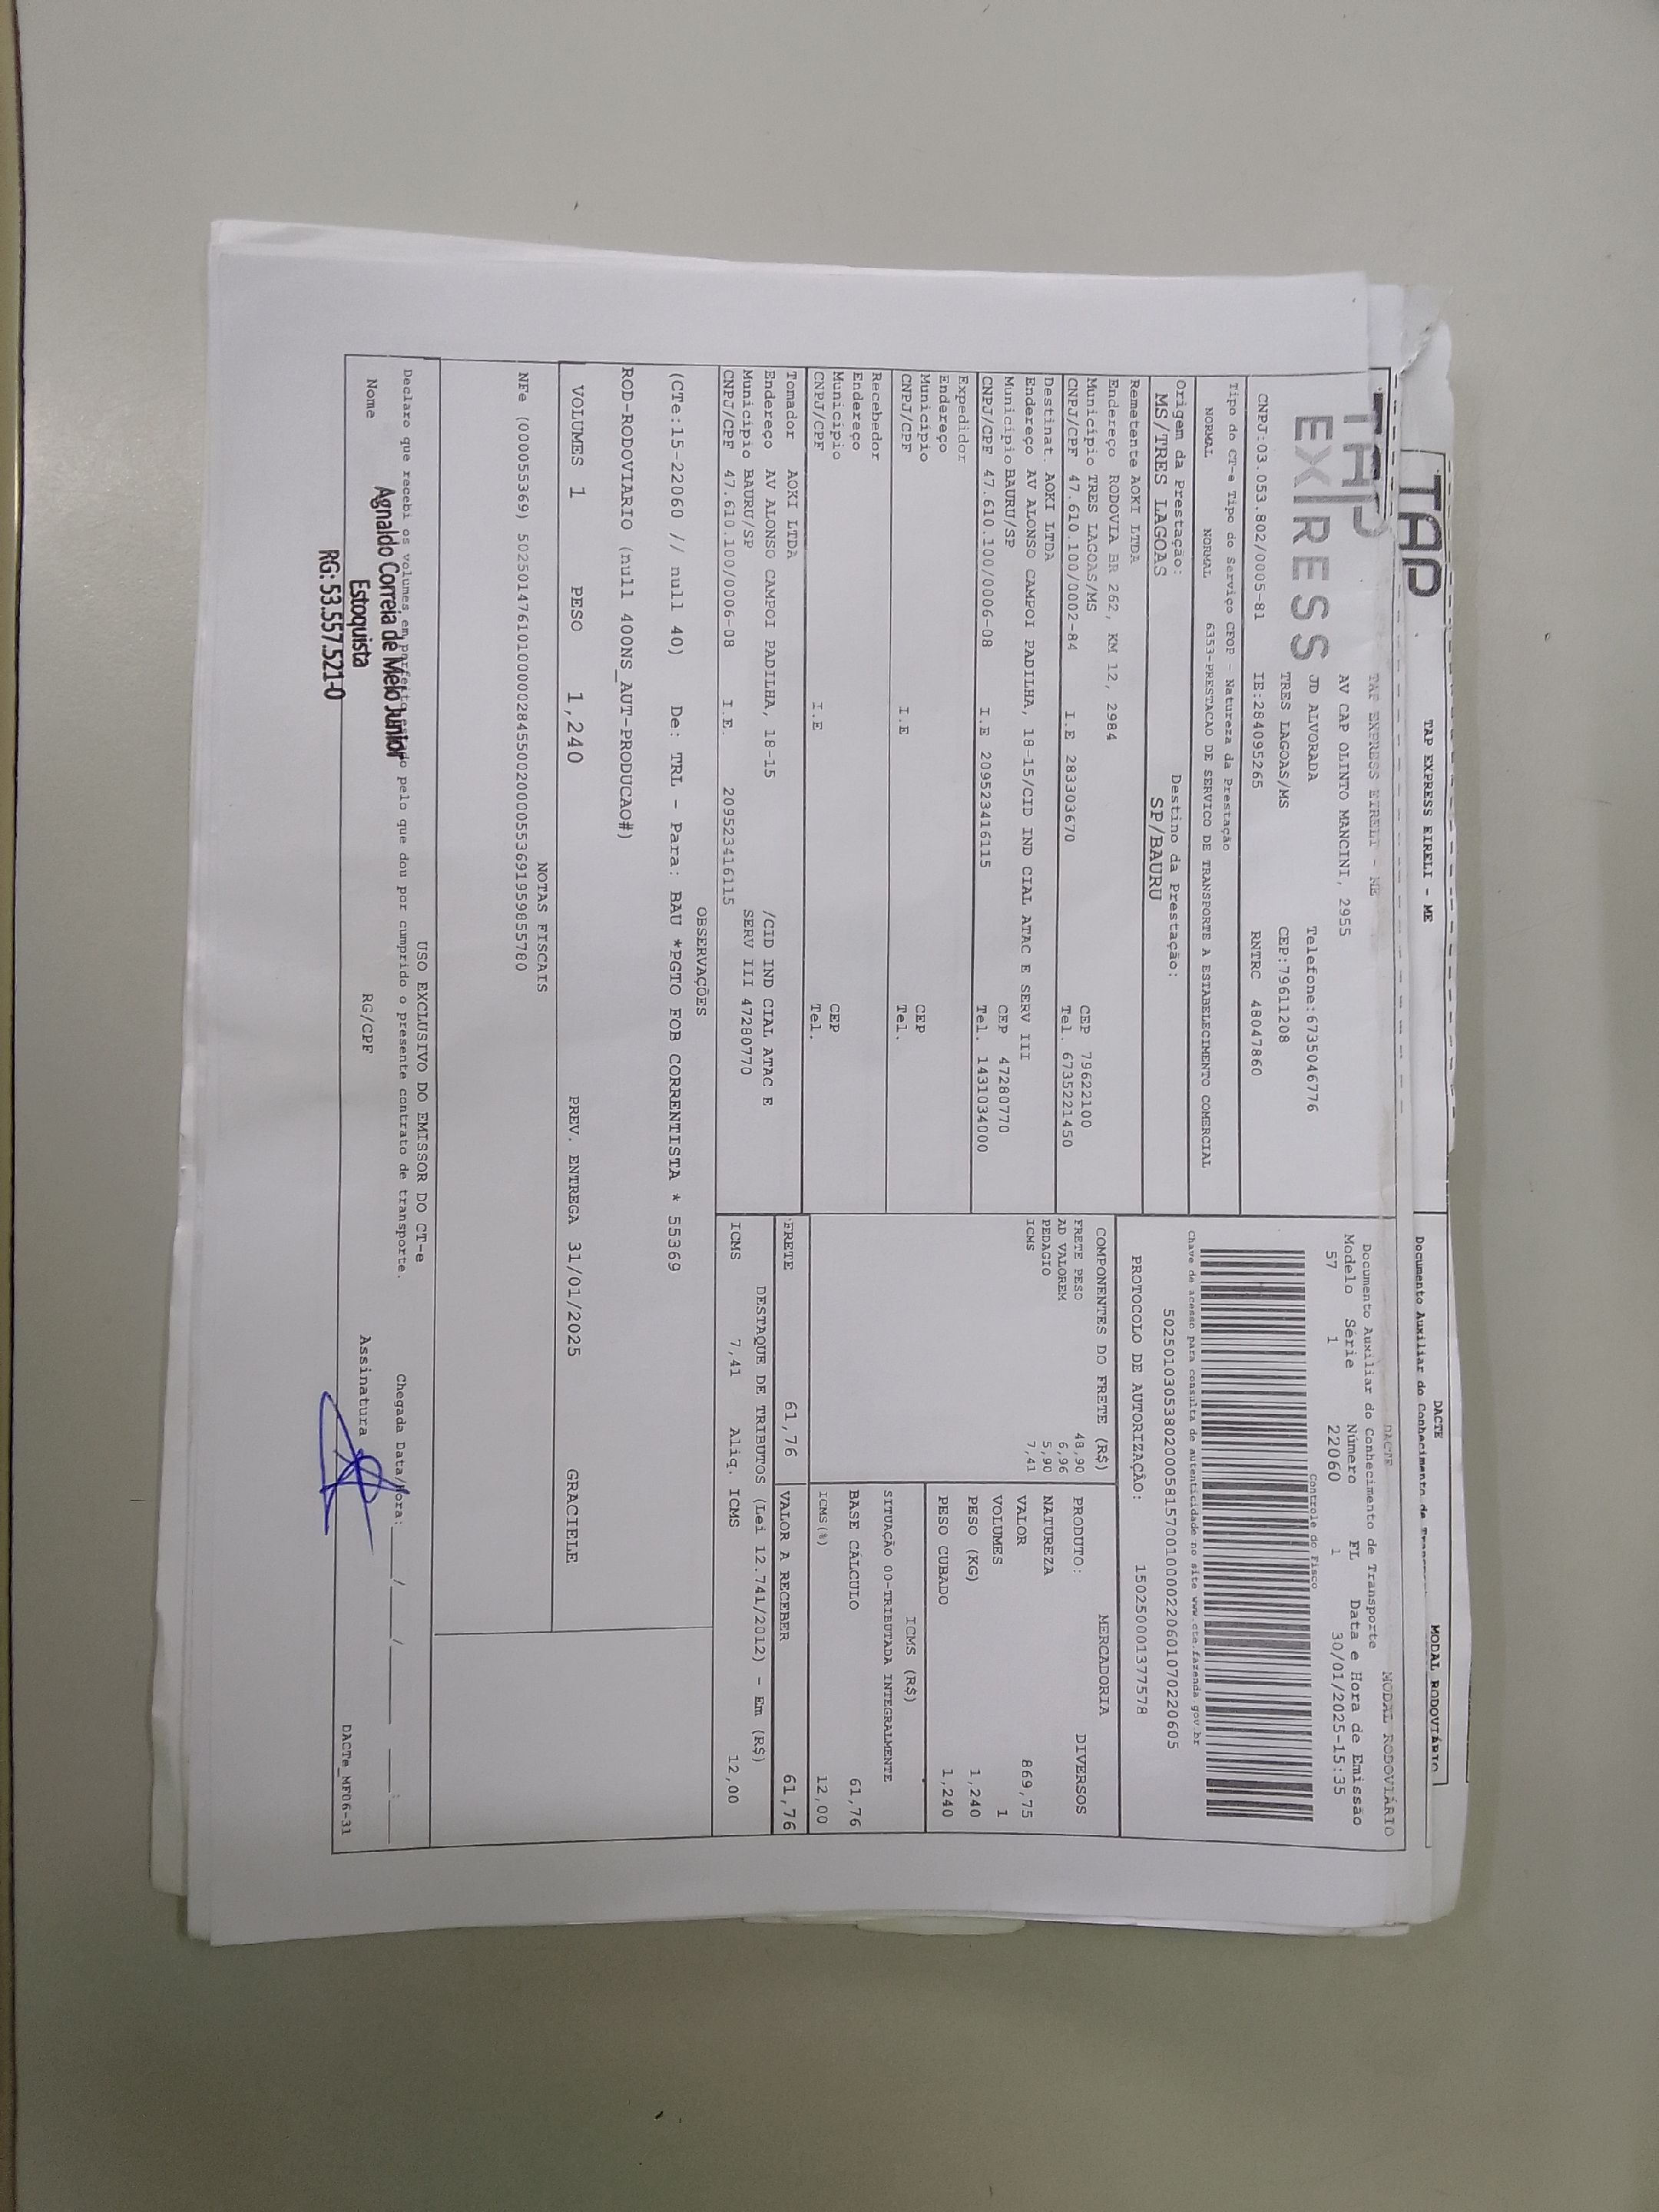 TAP
TAP EXPRESS EIRELI - ME
DACTE
MODAL RODOVIÁRIO
Documento Auxiliar do Conhecimento de
TAP
EXPRESS
TAP EXPRESS EIRELI - ME
AV CAP OLINTO MANCINI, 2955
JD ALVORADA
Telefone:6735046776
TRES LAGOAS/MS
CEP:79611208
CNPJ:03.053.802/0005-81
IE:284095265
RNTRC 48047860
DACTE
MODAL RODOVIÁRIO
Documento Auxiliar do Conhecimento de Transporte
Modelo Série Número FL Data e Hora de Emissão
57 1 22060 1 30/01/2025-15:35
Controle do Fisco
Tipo do CT-e Tipo do Serviço CFOP - Natureza da Prestação
NORMAL NORMAL 6353-PRESTACAO DE SERVICO DE TRANSPORTE A ESTABELECIMENTO COMERCIAL
Chave de acesso para consulta de autenticidade no site www.cte.fazenda.gov.br
50250103053802000581570010000220601070220605
Origem da Prestação:
MS/TRES LAGOAS
Destino da Prestação:
SP/BAURU
PROTOCOLO DE AUTORIZAÇÃO: 150250001377578
Remetente AOKI LTDA
Endereço RODOVIA BR 262, KM 12, 2984
Município TRES LAGOAS/MS CEP 79622100
CNPJ/CPF 47.610.100/0002-84 I.E 283303670 Tel. 6735221450
Destinat. AOKI LTDA
Endereço AV ALONSO CAMPOI PADILHA, 18-15/CID IND CIAL ATAC E SERV III
Município BAURU/SP CEP 47280770
CNPJ/CPF 47.610.100/0006-08 I.E 209523416115 Tel. 1431034000
Expedidor
Endereço
Município CEP
CNPJ/CPF I.E Tel.
Recebedor
Endereço
Município CEP
CNPJ/CPF I.E Tel.
Tomador AOKI LTDA
Endereço AV ALONSO CAMPOI PADILHA, 18-15 /CID IND CIAL ATAC E
Município BAURU/SP SERV III 47280770
CNPJ/CPF 47.610.100/0006-08 I.E. 209523416115
COMPONENTES DO FRETE (R$)
FRETE PESO 48,90
AD VALOREM 6,96
PEDAGIO 5,90
ICMS 7,41
MERCADORIA
PRODUTO: DIVERSOS
NATUREZA
VALOR 869,75
VOLUMES 1
PESO (KG) 1,240
PESO CUBADO 1,240
ICMS (R$)
SITUAÇÃO 00-TRIBUTADA INTEGRALMENTE
BASE CÁLCULO 61,76
ICMS(%) 12,00
FRETE 61,76
VALOR A RECEBER 61,76
DESTAQUE DE TRIBUTOS (Lei 12.741/2012) - Em (R$)
ICMS 7,41 Aliq. ICMS 12,00
OBSERVAÇÕES
(CTe:15-22060 // null 40) De: TRL - Para: BAU *PGTO FOB CORRENTISTA * 55369
ROD-RODOVIARIO (null 400NS_AUT-PRODUCAO#)
VOLUMES 1 PESO 1,240 PREV. ENTREGA 31/01/2025 GRACIELE
NOTAS FISCAIS
NFe (000055369) 50250147610100000284550020000553691959855780
USO EXCLUSIVO DO EMISSOR DO CT-e
Declaro que recebi os volumes em perfeito estado pelo que dou por cumprido o presente contrato de transporte.
Chegada Data/Hora: / / :
Nome RG/CPF Assinatura
Agnaldo Correia de Melo Junior
Estoquista
RG: 53.557.521-0
DACTe_MF06-31